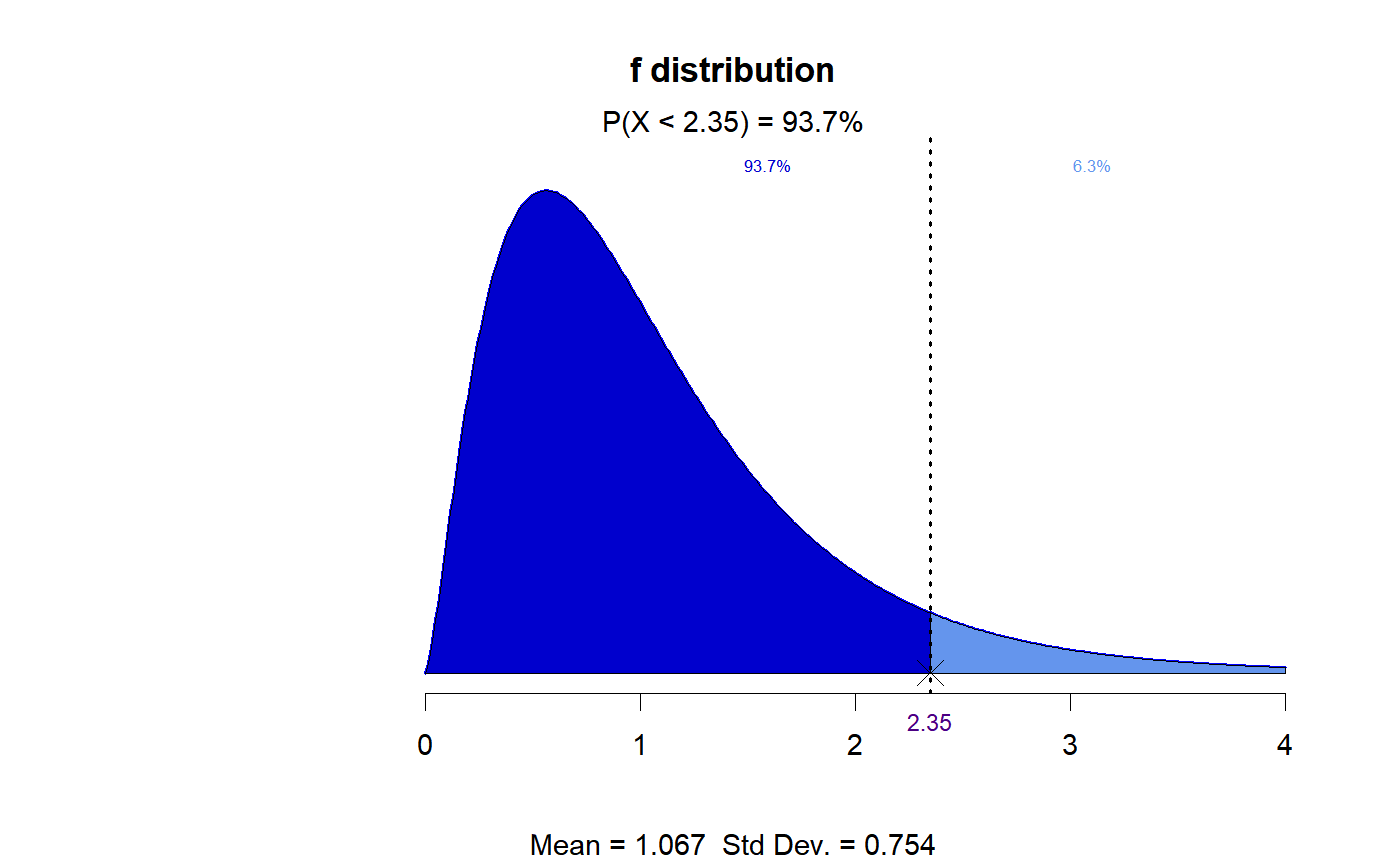 f distribution
P(X < 2.35) = 93.7%
93.7% 6.3%
2.35
0 1 2 3 4
Mean = 1.067 Std Dev. = 0.754